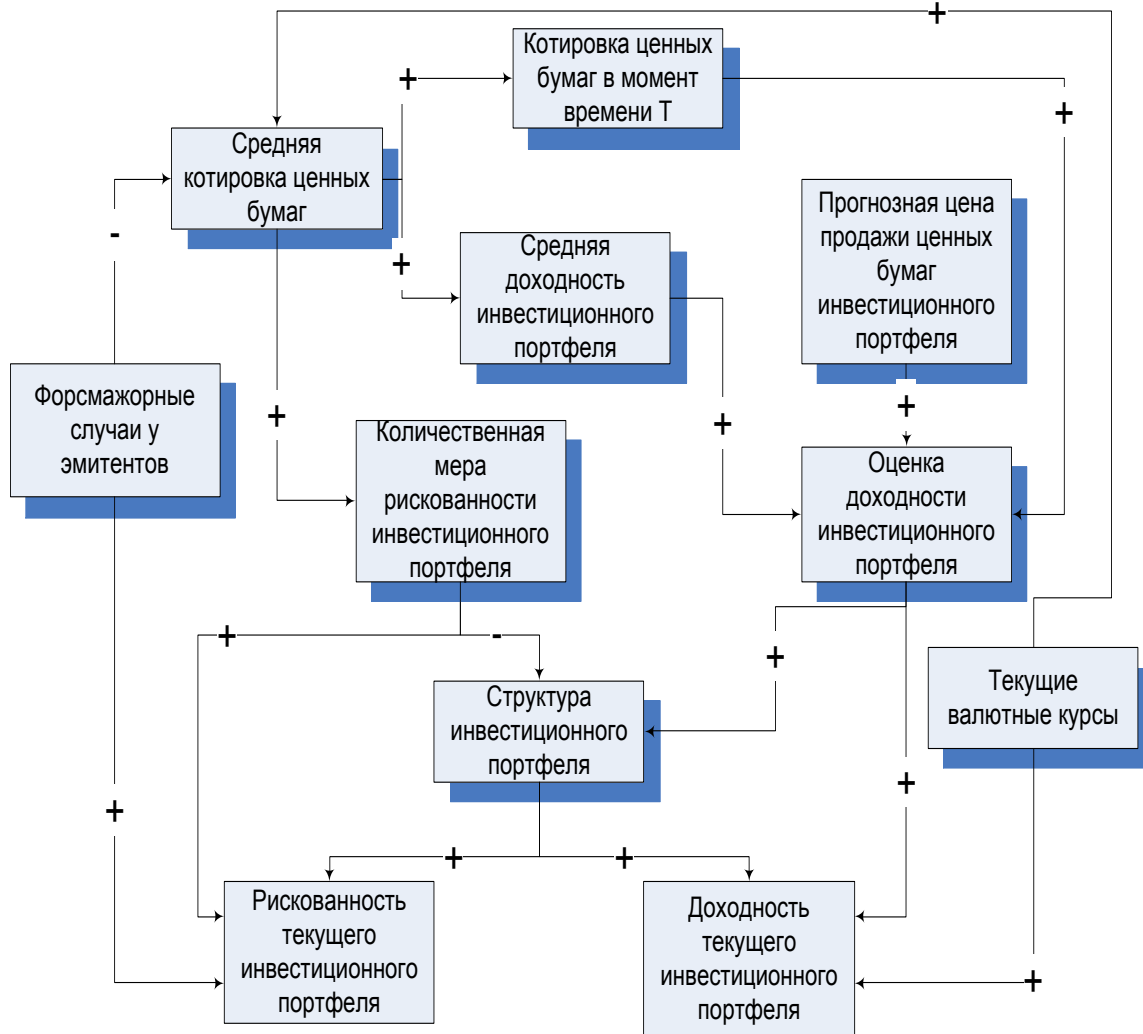 +
Котировка ценных
бумаг в момент
времени Т
+
+
Средняя
котировка ценных
бумаг
-
+
Средняя
доходность
инвестиционного
портфеля
Прогнозная цена
продажи ценных
бумаг
инвестиционного
портфеля
Форсмажорные
случаи у
эмитентов
+
+
+
Количественная
мера
рискованности
инвестиционного
портфеля
Оценка
доходности
инвестиционного
портфеля
+
-
+
Структура
инвестиционного
портфеля
Текущие
валютные курсы
+
+
+
+
Рискованность
текущего
инвестиционного
портфеля
Доходность
текущего
инвестиционного
портфеля
+